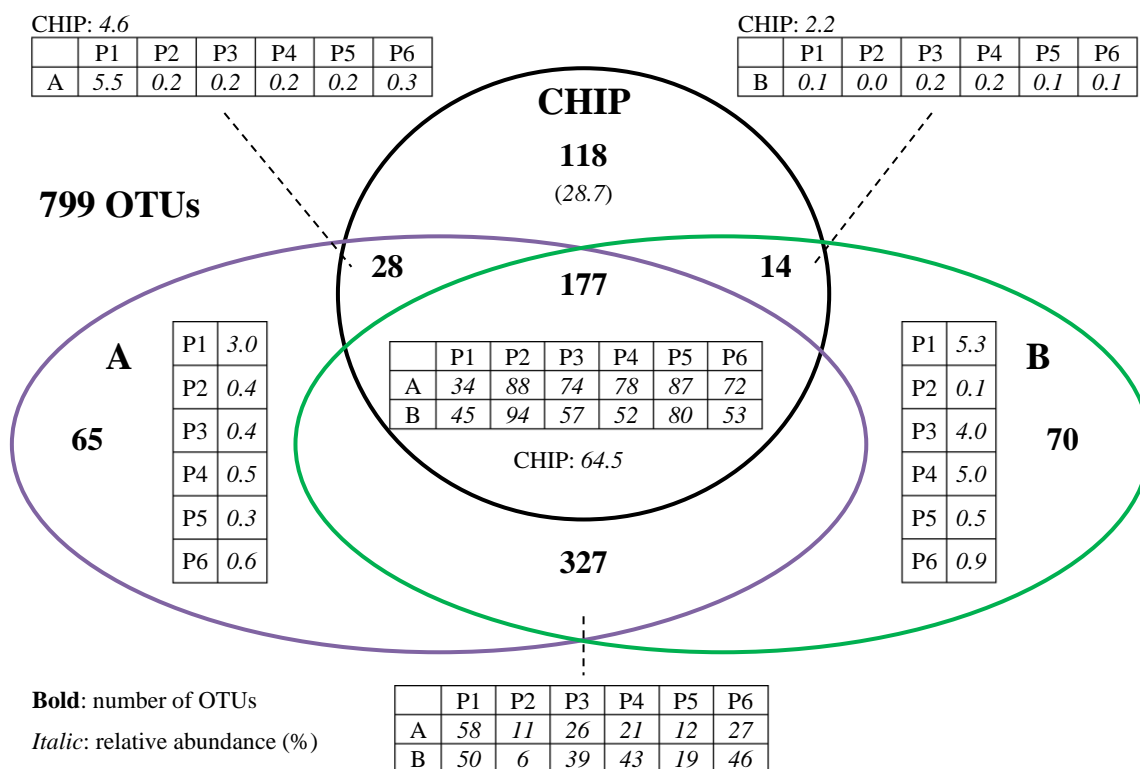 CHIP: 4.6
P1 P2 P3 P4 P5 P6
A 5.5 0.2 0.2 0.2 0.2 0.3
CHIP: 2.2
P1 P2 P3 P4 P5 P6
B 0.1 0.0 0.2 0.2 0.1 0.1
CHIP
118
(28.7)
799 OTUs
28
177
14
A
65
P1 3.0
P2 0.4
P3 0.4
P4 0.5
P5 0.3
P6 0.6
P1 P2 P3 P4 P5 P6
A 34 88 74 78 87 72
B 45 94 57 52 80 53
CHIP: 64.5
P1 5.3
P2 0.1
P3 4.0
P4 5.0
P5 0.5
P6 0.9
B
70
327
Bold: number of OTUs
Italic: relative abundance (%)
P1 P2 P3 P4 P5 P6
A 58 11 26 21 12 27
B 50 6 39 43 19 46